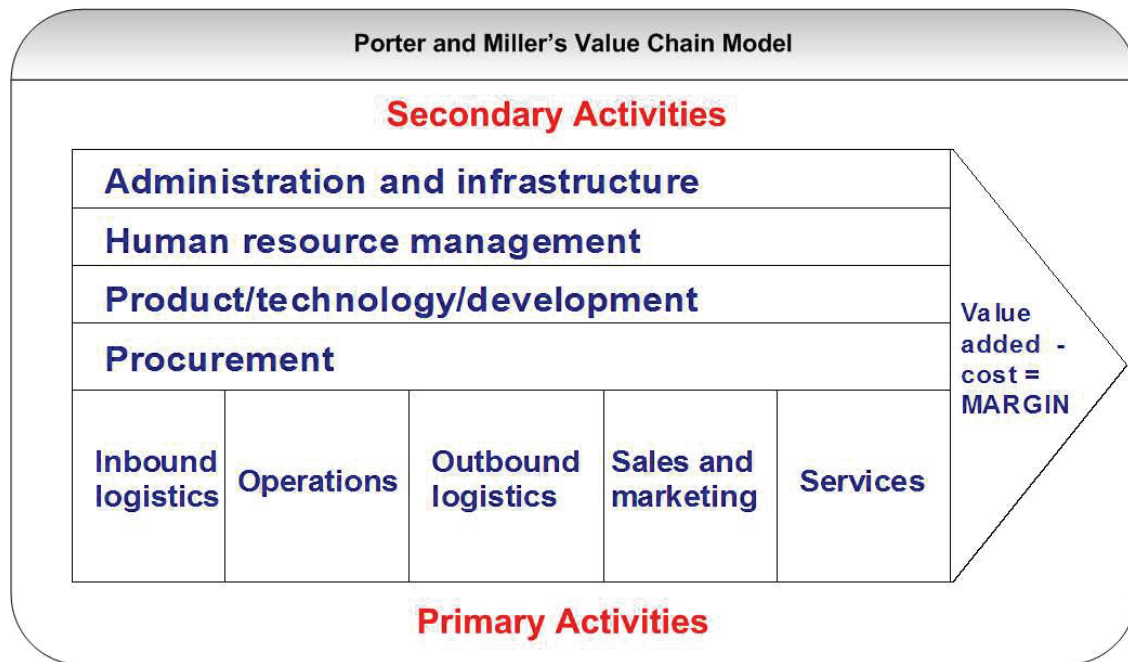 Porter and Miller's Value Chain Model
Secondary Activities
Administration and infrastructure
Human resource management
Product/technology/development
Procurement
Value
added -
cost =
MARGIN
Inbound
logistics
Operations
Outbound
logistics
Sales and
marketing
Services
Primary Activities